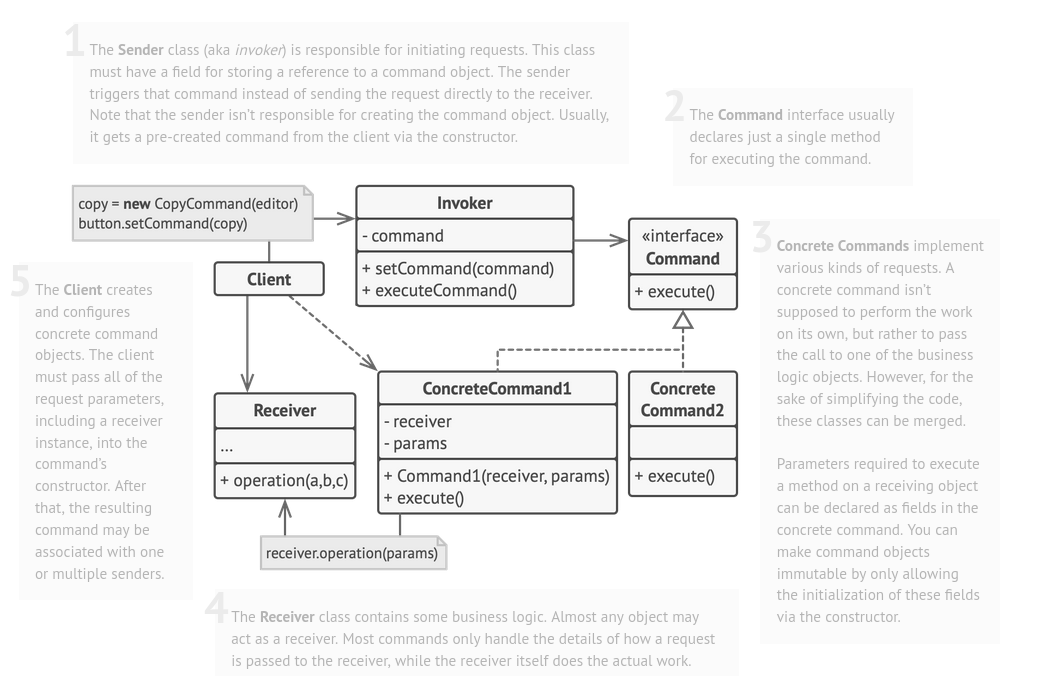 1
The Sender class (aka invoker) is responsible for initiating requests. This class
must have a field for storing a reference to a command object. The sender
triggers that command instead of sending the request directly to the receiver.
Note that the sender isn't responsible for creating the command object. Usually,
it gets a pre-created command from the client via the constructor.
2
The Command interface usually
declares just a single method
for executing the command.
copy = new CopyCommand(editor)
button.setCommand(copy)
Invoker
- command
+ setCommand(command)
+ executeCommand()
«interface»
Command
+ execute()
3
Concrete Commands implement
various kinds of requests. A
concrete command isn't
supposed to perform the work
on its own, but rather to pass
the call to one of the business
logic objects. However, for the
sake of simplifying the code,
these classes can be merged.
Parameters required to execute
a method on a receiving object
can be declared as fields in the
concrete command. You can
make command objects
immutable by only allowing
the initialization of these fields
via the constructor.
5
The Client creates
and configures
concrete command
objects. The client
must pass all of the
request parameters,
including a receiver
instance, into the
command's
constructor. After
that, the resulting
command may be
associated with one
or multiple senders.
Client
Receiver
...
+ operation(a,b,c)
ConcreteCommand1
- receiver
- params
+ Command1(receiver, params)
+ execute()
Concrete
Command2
+ execute()
receiver.operation(params)
4
The Receiver class contains some business logic. Almost any object may
act as a receiver. Most commands only handle the details of how a request
is passed to the receiver, while the receiver itself does the actual work.